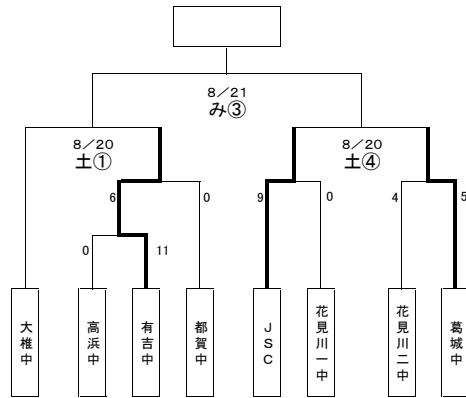 8/21
み③
8/20
土①
8/20
土④
6
0
9
0
4
5
0
11
大椎中
高浜中
有吉中
都賀中
JSC
花見川一中
花見川二中
葛城中